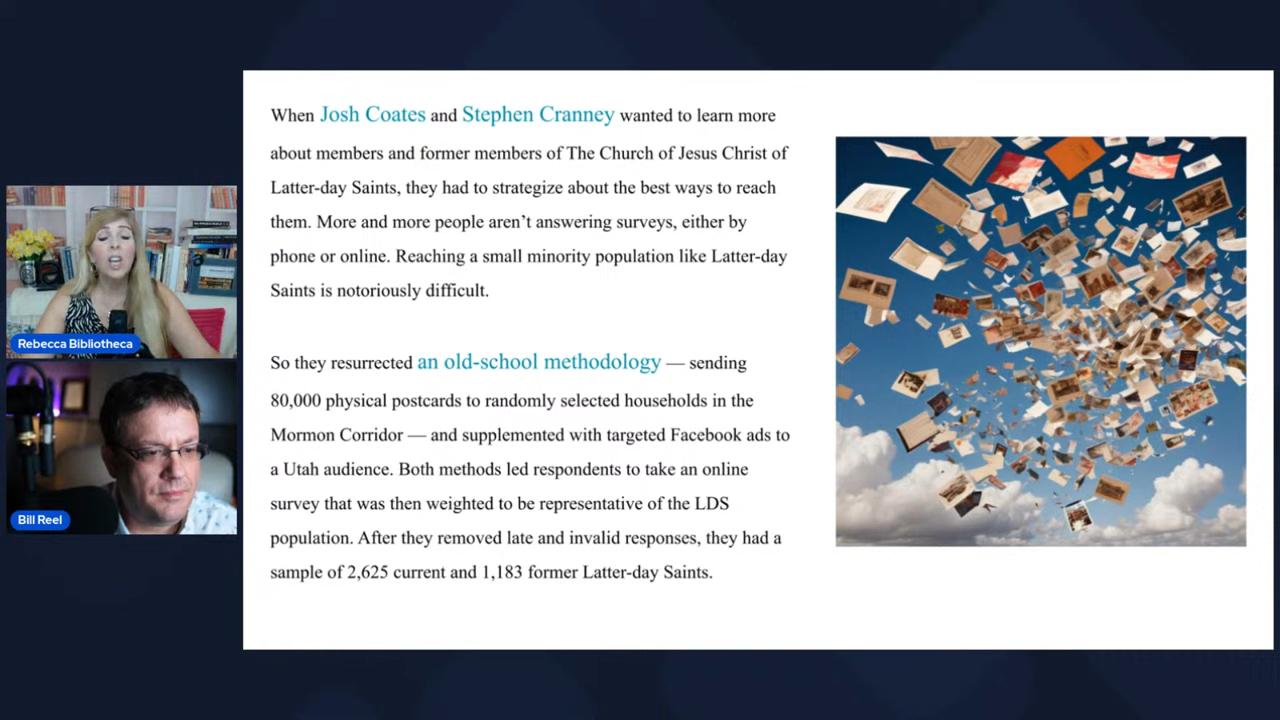 When Josh Coates and Stephen Cranney wanted to learn more
about members and former members of The Church of Jesus Christ of
Latter-day Saints, they had to strategize about the best ways to reach
them. More and more people aren’t answering surveys, either by
phone or online. Reaching a small minority population like Latter-day
Saints is notoriously difficult.
So they resurrected an old-school methodology — sending
80,000 physical postcards to randomly selected households in the
Mormon Corridor — and supplemented with targeted Facebook ads to
a Utah audience. Both methods led respondents to take an online
survey that was then weighted to be representative of the LDS
population. After they removed late and invalid responses, they had a
sample of 2,625 current and 1,183 former Latter-day Saints.
Rebecca Bibliotheca
Bill Reel